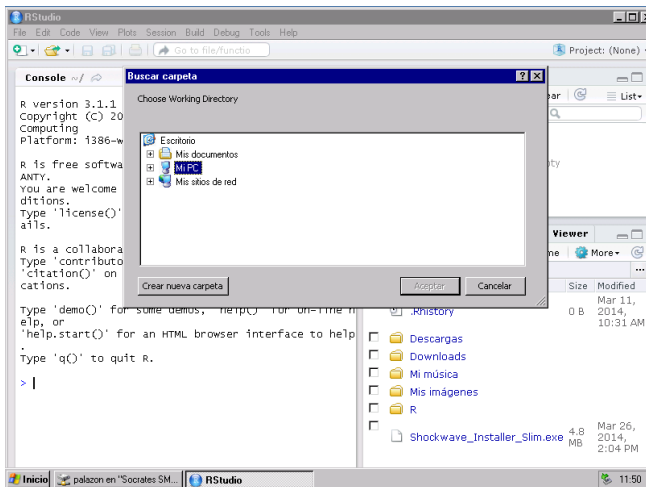 RStudio
File Edit Code View Plots Session Build Debug Tools Help
Go to file/functio
Project: (None)
Console ~/
Buscar carpeta
Choose Working Directory
Escritorio
Mis documentos
Mi PC
Mis sitios de red
Crear nueva carpeta
Aceptar
Cancelar
List
R version 3.1.1
Copyright (C) 20
Computing
Platform: i386-w
R is free softwa
ANTY.
You are welcome
ditions.
Type 'license()'
ails.
R is a collabora
Type 'contributo
'citation()' on
cations.
Type 'demo()' for some demos, 'help()' for on-line h
elp, or
'help.start()' for an HTML browser interface to help
.
Type 'q()' to quit R.
>
Viewer
More
Size Modified
.Rhistory 0 B Mar 11, 2014, 10:31 AM
Descargas
Downloads
Mi música
Mis imágenes
R
Shockwave_Installer_Slim.exe 4.8 MB Mar 26, 2014, 2:04 PM
Inicio
palazon en "Socrates SM...
RStudio
11:50